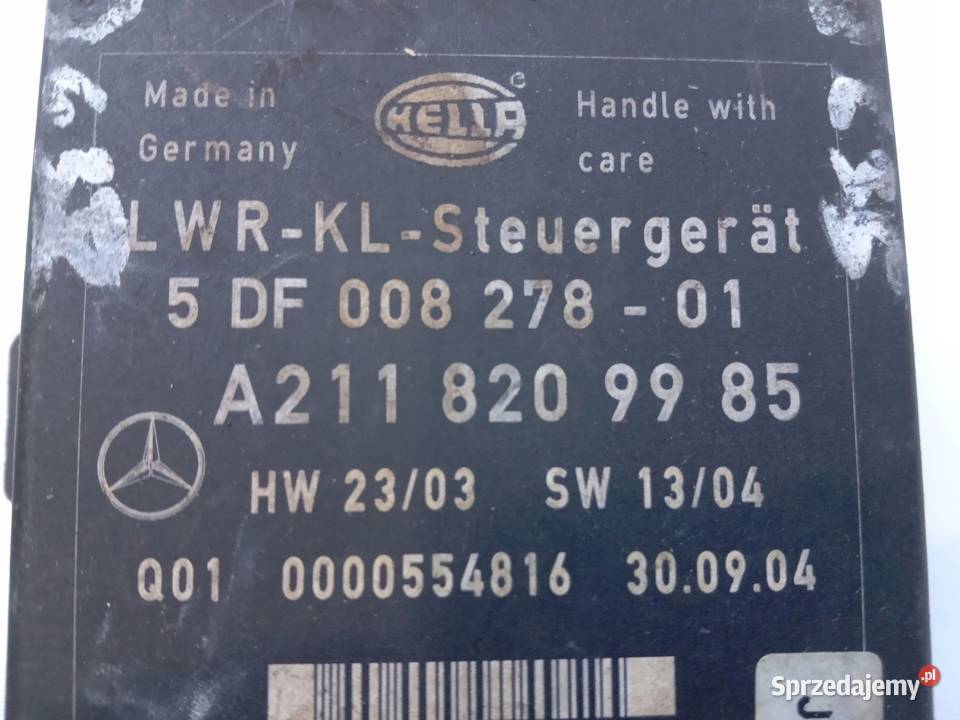 Made in
Germany
HELLA
Handle with
care
LWR-KL-Steuergerät
5 DF 008 278 - 01
A211 820 99 85
HW 23/03 SW 13/04
Q01 0000554816 30.09.04
Sprzedajemy.pl